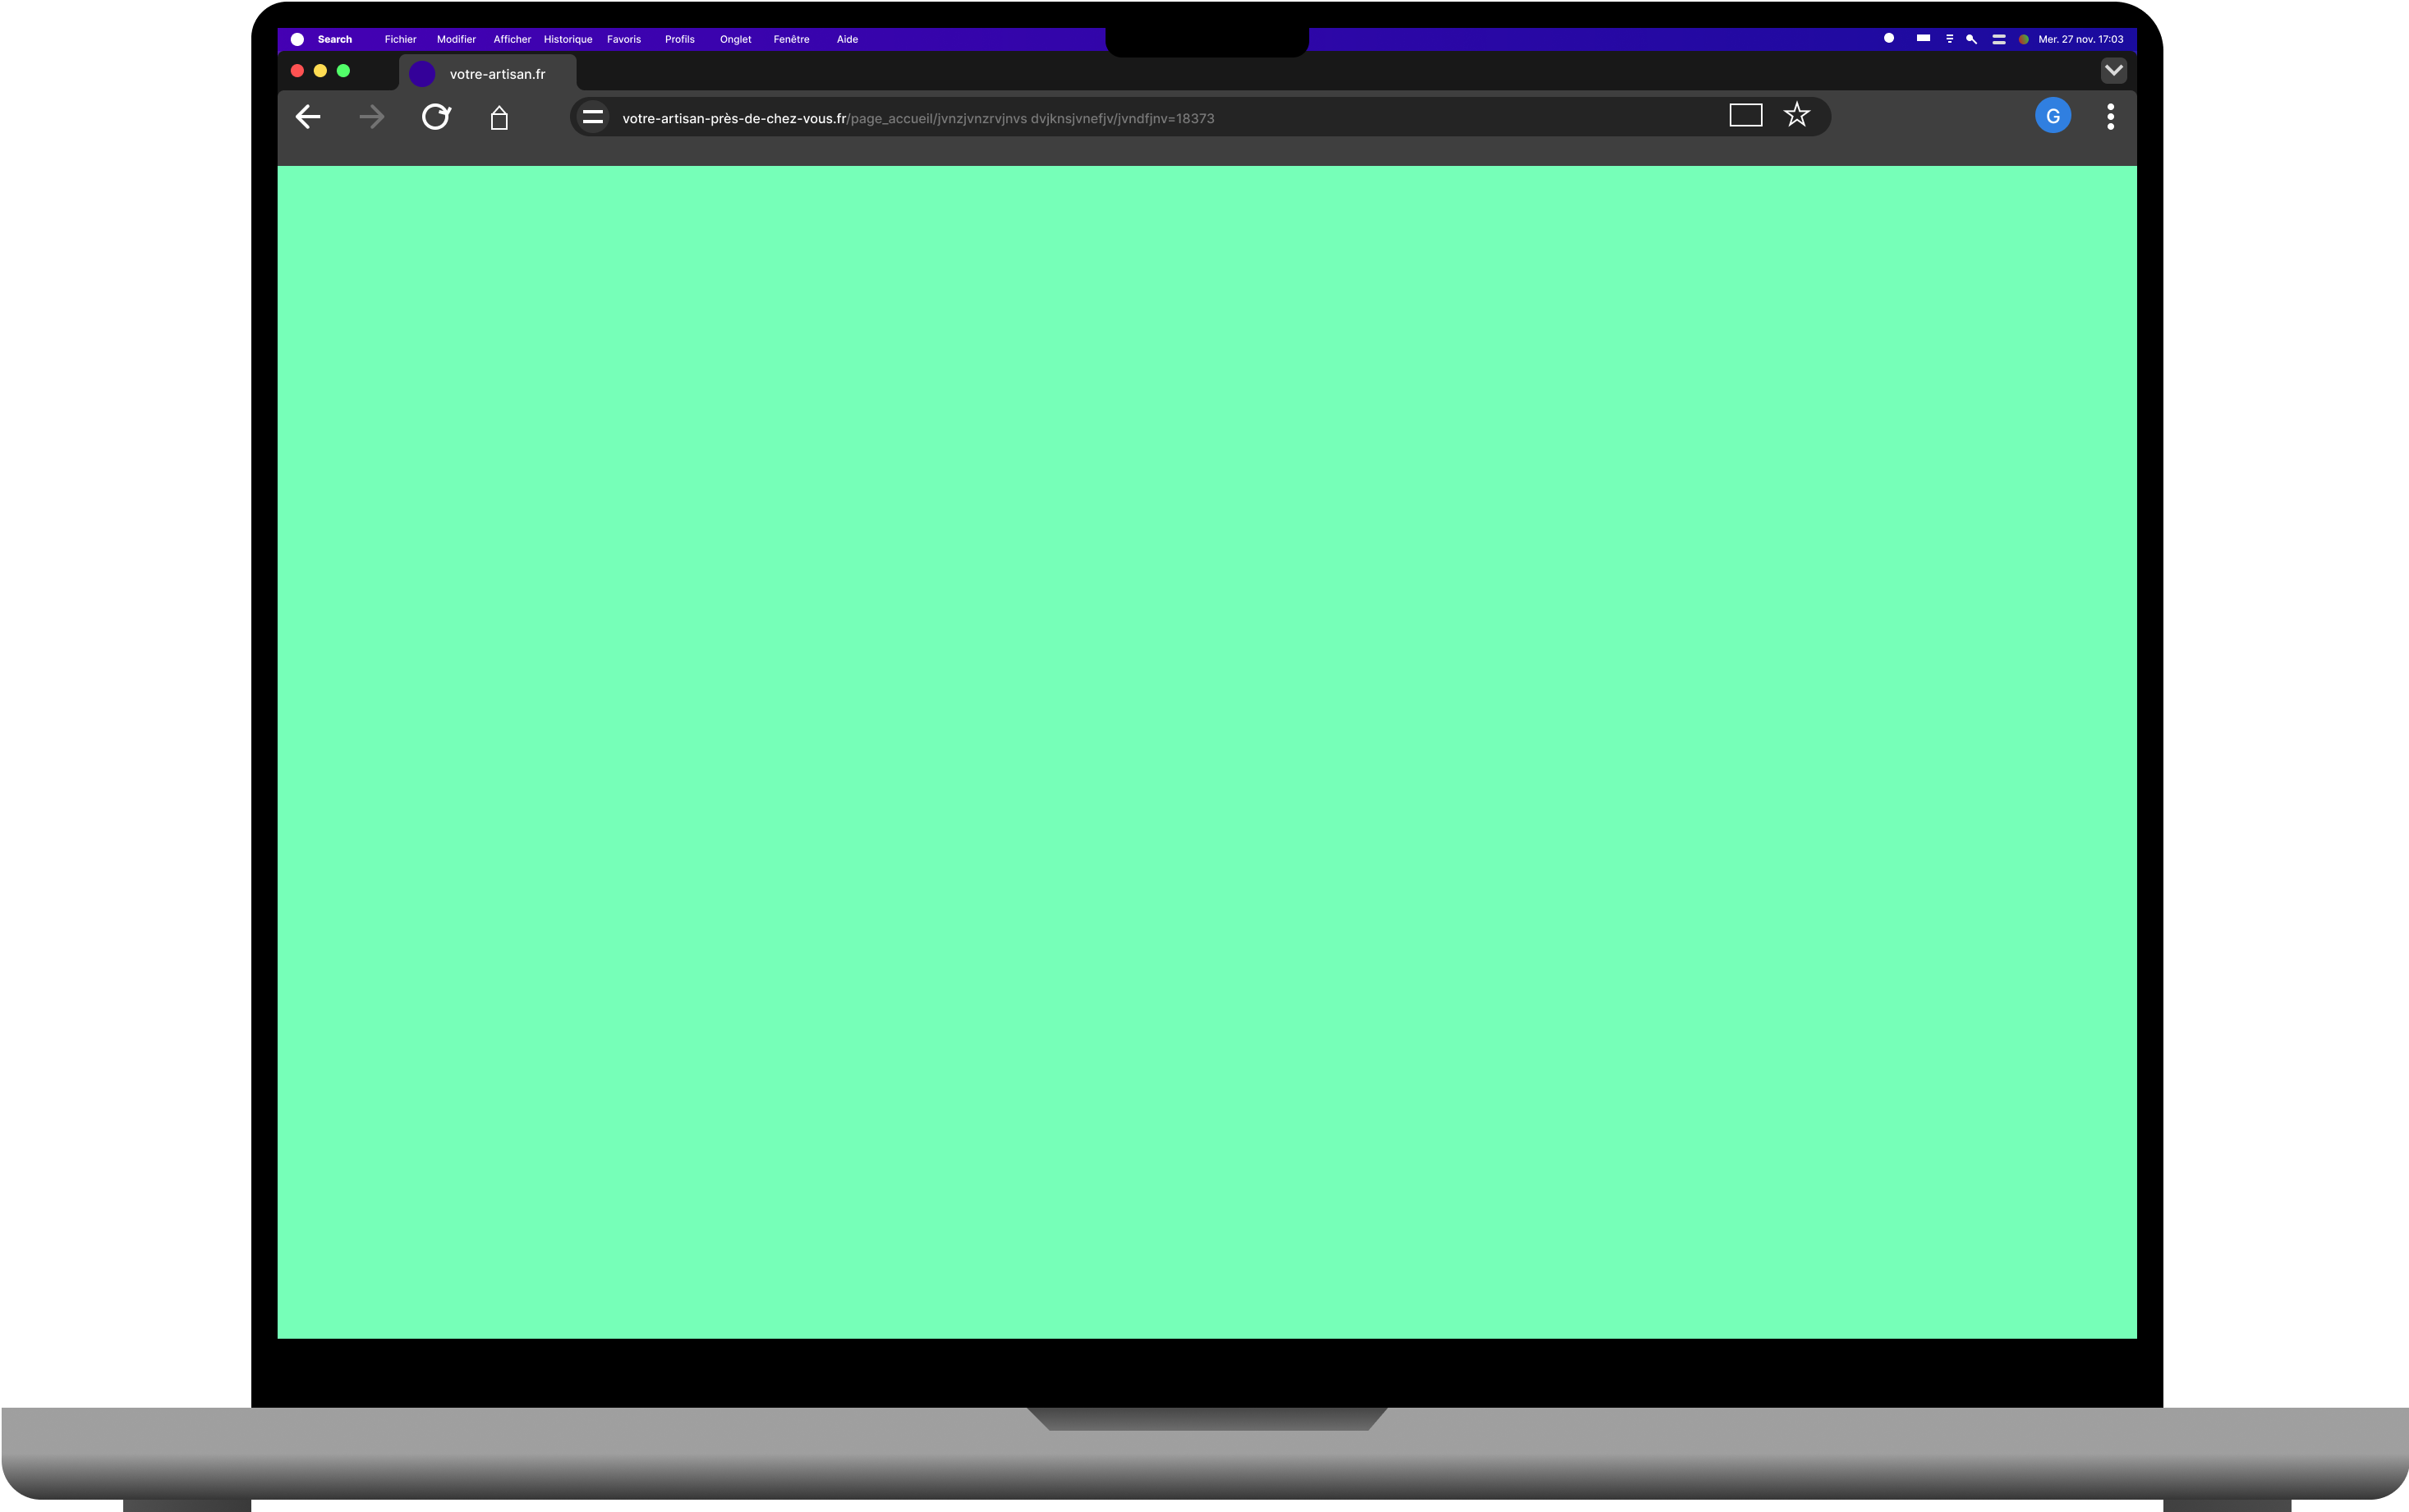 Search Fichier Modifier Afficher Historique Favoris Profils Onglet Fenêtre Aide Mer. 27 nov. 17:03
votre-artisan.fr
votre-artisan-près-de-chez-vous.fr/page_accueil/jvnzjvnzrvjnvs dvjknsjvnefjv/jvndfjnv=18373 G